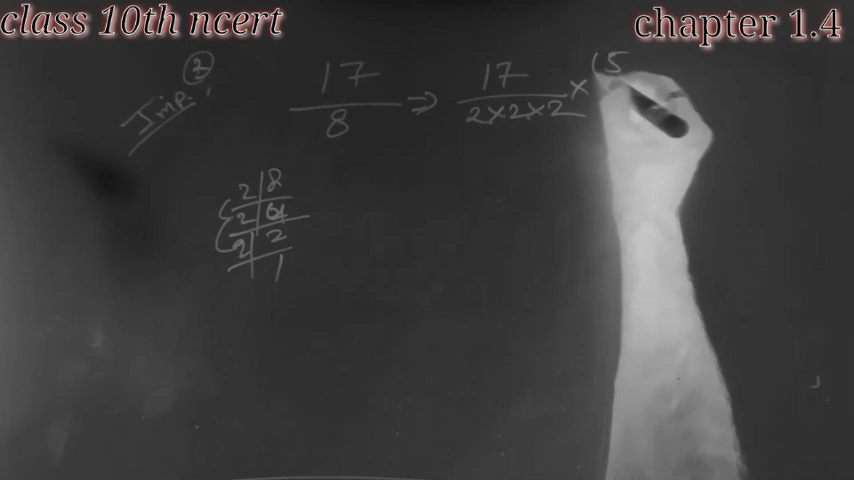 class 10th ncert
chapter 1.4
Imp. ②
17/8 ⇒ 17/(2×2×2) × (5
2 | 8
2 | 4
2 | 2
1